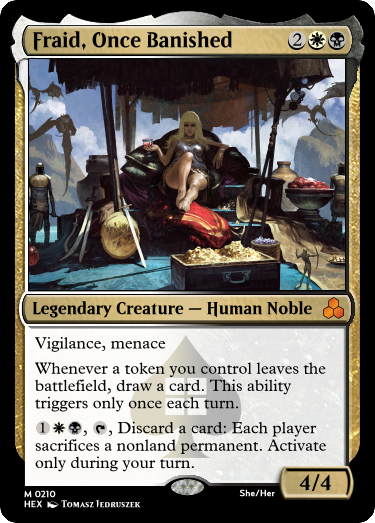 Fraid, Once Banished 2
Legendary Creature — Human Noble
Vigilance, menace
Whenever a token you control leaves the
battlefield, draw a card. This ability
triggers only once each turn.
1, , Discard a card: Each player
sacrifices a nonland permanent. Activate
only during your turn.
4/4
M 0210
She/Her
HEX Tomasz Jedruszek